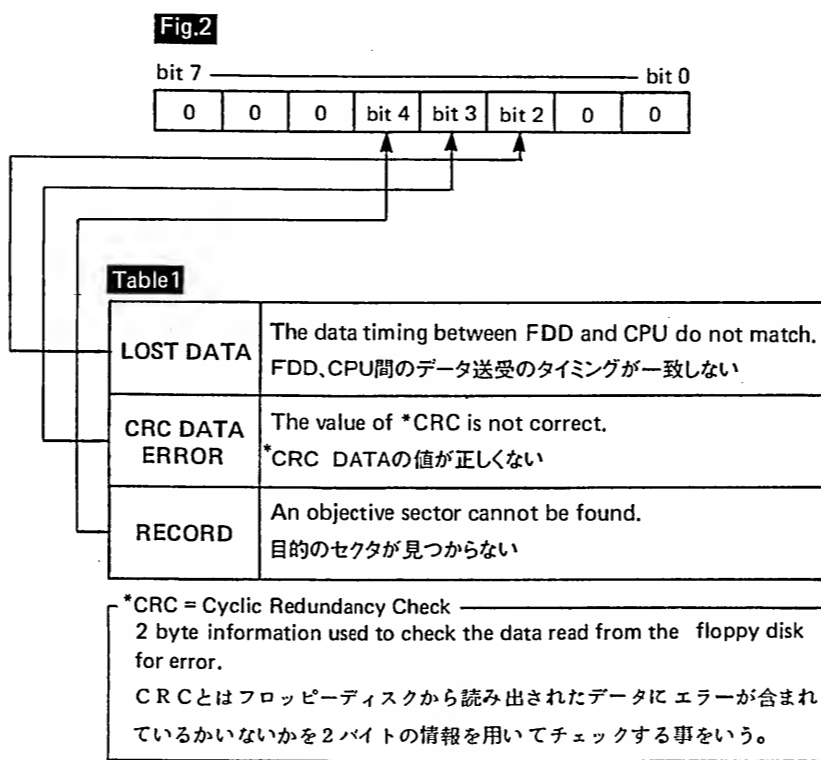 Fig.2
bit 7 bit 0
0 0 0 bit 4 bit 3 bit 2 0 0
Table1
LOST DATA
The data timing between FDD and CPU do not match.
FDD、CPU間のデータ送受のタイミングが一致しない
CRC DATA
ERROR
The value of *CRC is not correct.
*CRC DATAの値が正しくない
RECORD
An objective sector cannot be found.
目的のセクタが見つからない
*CRC = Cyclic Redundancy Check
2 byte information used to check the data read from the floppy disk
for error.
CRCとはフロッピーディスクから読み出されたデータにエラーが含まれ
ているかいないかを2バイトの情報を用いてチェックする事をいう。